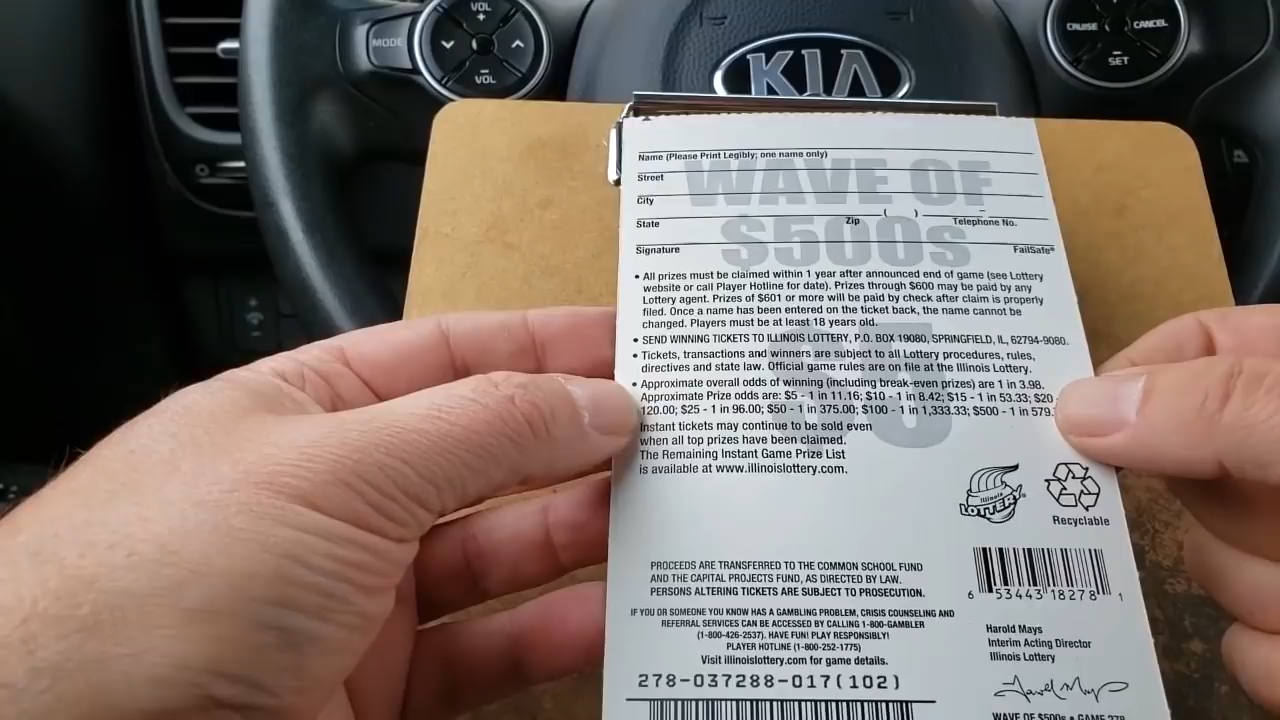 VOL
+
MODE
−
VOL
KIA
CRUISE
CANCEL
−
SET
Name (Please Print Legibly; one name only)
WAVE OF
Street
City
$500s
State
Zip
( )
–
Telephone No.
Signature
FailSafe®
• All prizes must be claimed within 1 year after announced end of game (see Lottery
website or call Player Hotline for date). Prizes through $600 may be paid by any
Lottery agent. Prizes of $601 or more will be paid by check after claim is properly
filed. Once a name has been entered on the ticket back, the name cannot be
changed. Players must be at least 18 years old.
$5
• SEND WINNING TICKETS TO ILLINOIS LOTTERY, P.O. BOX 19080, SPRINGFIELD, IL, 62794-9080.
• Tickets, transactions and winners are subject to all Lottery procedures, rules,
directives and state law. Official game rules are on file at the Illinois Lottery.
• Approximate overall odds of winning (including break-even prizes) are 1 in 3.98.
Approximate Prize odds are: $5 - 1 in 11.16; $10 - 1 in 8.42; $15 - 1 in 53.33; $20
120.00; $25 - 1 in 96.00; $50 - 1 in 375.00; $100 - 1 in 1,333.33; $500 - 1 in 579.
Instant tickets may continue to be sold even
when all top prizes have been claimed.
The Remaining Instant Game Prize List
is available at www.illinoislottery.com.
Illinois
LOTTERY®
Recyclable
PROCEEDS ARE TRANSFERRED TO THE COMMON SCHOOL FUND
AND THE CAPITAL PROJECTS FUND, AS DIRECTED BY LAW.
PERSONS ALTERING TICKETS ARE SUBJECT TO PROSECUTION.
6 53443 18278 1
IF YOU OR SOMEONE YOU KNOW HAS A GAMBLING PROBLEM, CRISIS COUNSELING AND
REFERRAL SERVICES CAN BE ACCESSED BY CALLING 1-800-GAMBLER
(1-800-426-2537). HAVE FUN! PLAY RESPONSIBLY!
PLAYER HOTLINE (1-800-252-1775)
Visit illinoislottery.com for game details.
Harold Mays
Interim Acting Director
Illinois Lottery
278-037288-017(102)
Harold Mays
WAVE OF $500s • GAME 278